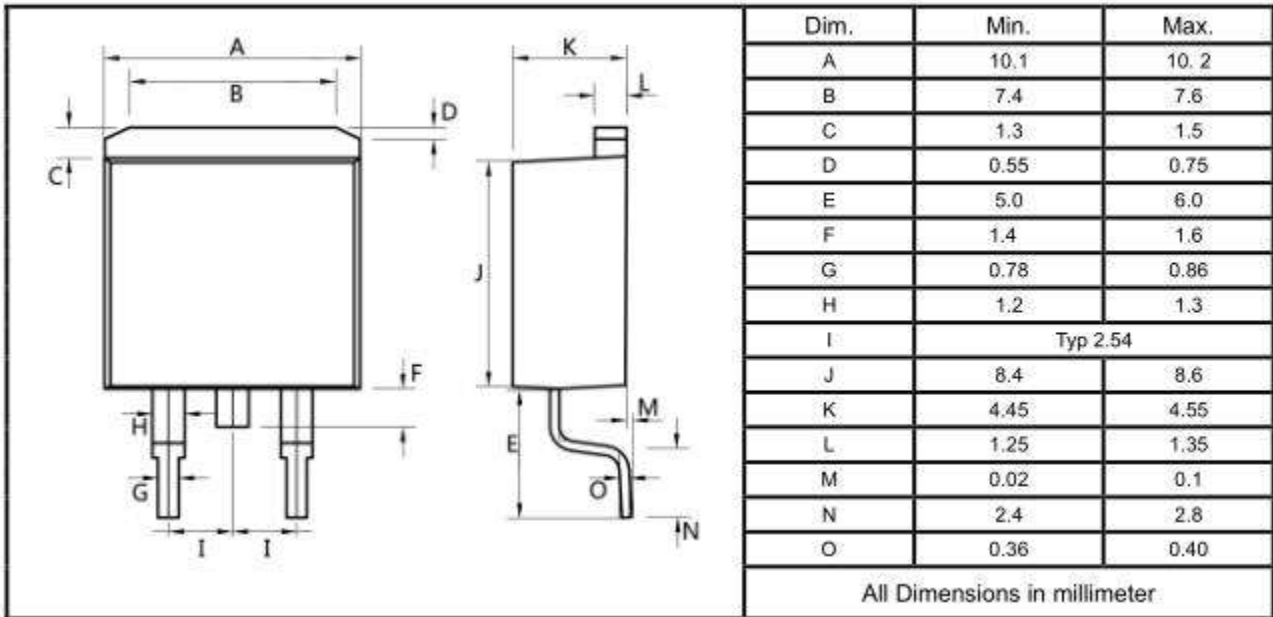 A
B
C
D
F
H
G
I I
K
L
J
E
M
O
N
Dim. Min. Max.
A 10.1 10. 2
B 7.4 7.6
C 1.3 1.5
D 0.55 0.75
E 5.0 6.0
F 1.4 1.6
G 0.78 0.86
H 1.2 1.3
I Typ 2.54
J 8.4 8.6
K 4.45 4.55
L 1.25 1.35
M 0.02 0.1
N 2.4 2.8
O 0.36 0.40
All Dimensions in millimeter